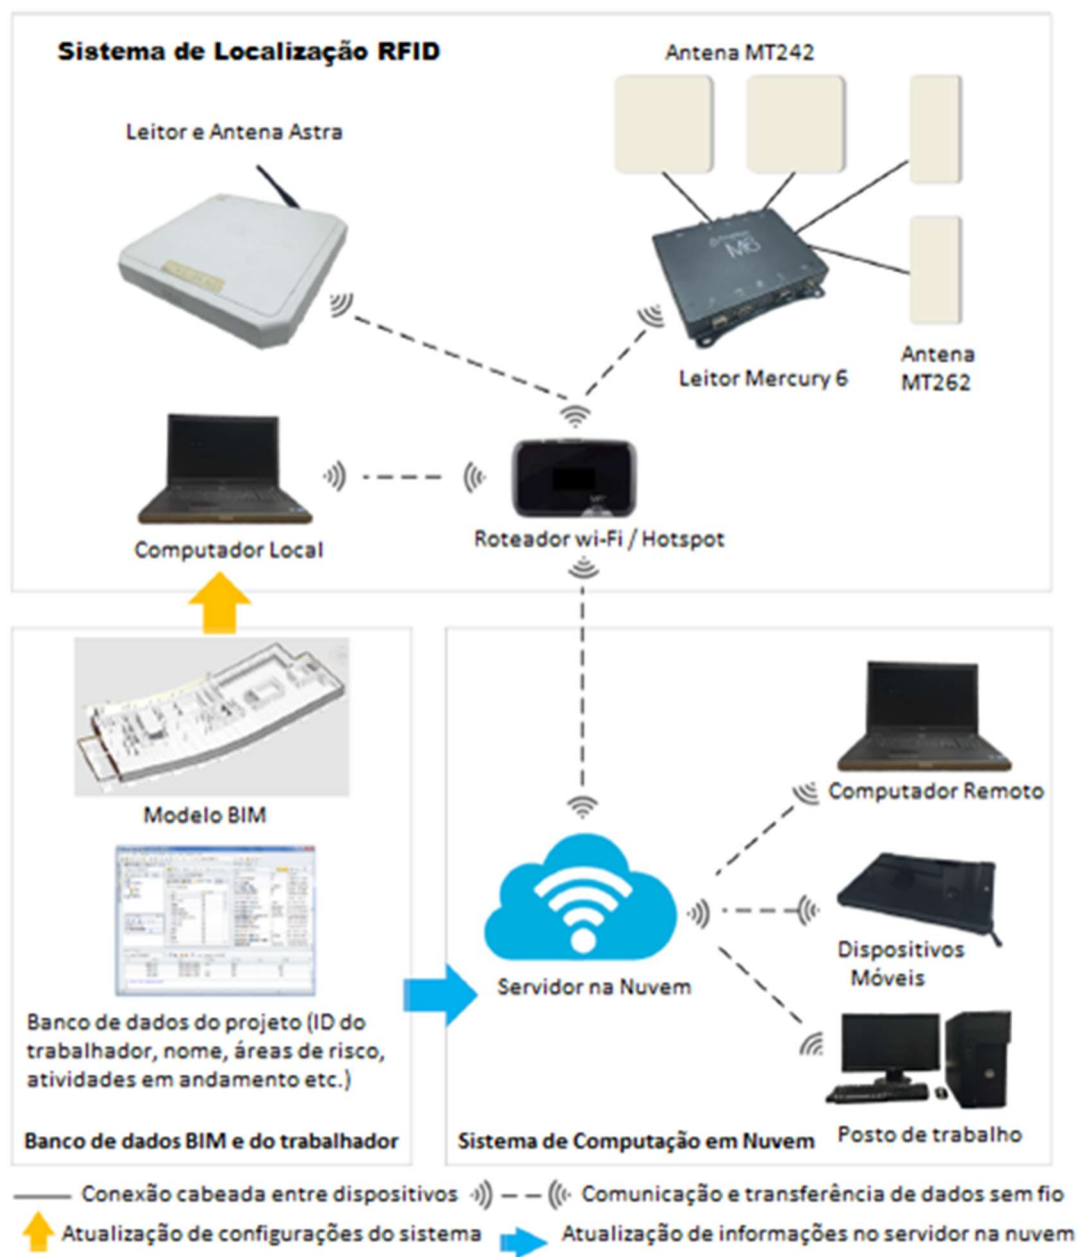 Sistema de Localização RFID
Antena MT242
Leitor e Antena Astra
M6
Leitor Mercury 6
Antena
MT262
Computador Local
Roteador wi-Fi / Hotspot
Modelo BIM
Banco de dados do projeto (ID do
trabalhador, nome, áreas de risco,
atividades em andamento etc.)
Banco de dados BIM e do trabalhador
Computador Remoto
Servidor na Nuvem
Dispositivos
Móveis
Posto de trabalho
Sistema de Computação em Nuvem
Conexão cabeada entre dispositivos
Comunicação e transferência de dados sem fio
Atualização de configurações do sistema
Atualização de informações no servidor na nuvem